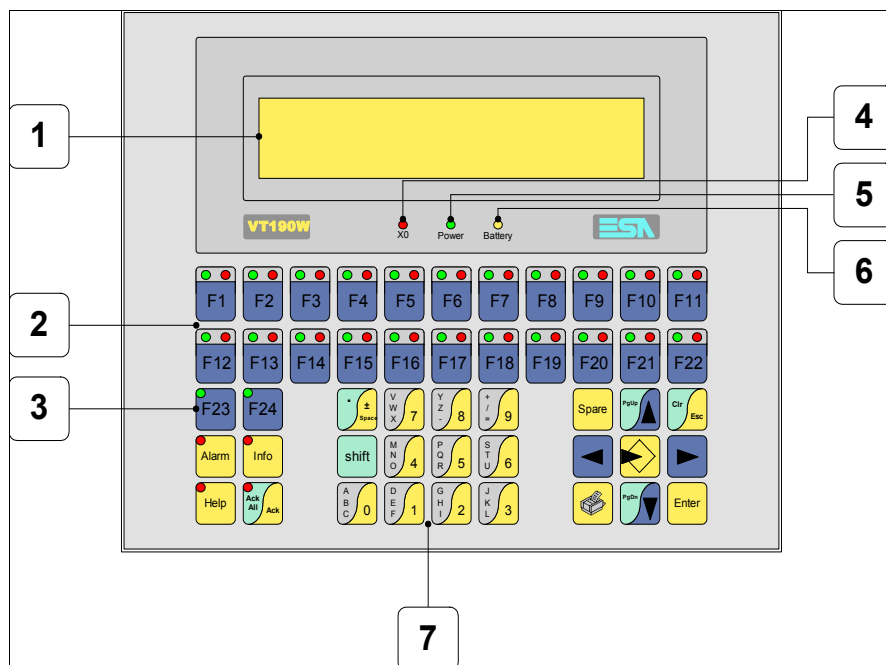 1
4
5
6
VT190W
X0 Power Battery
ESA
F1 F2 F3 F4 F5 F6 F7 F8 F9 F10 F11
2
F12 F13 F14 F15 F16 F17 F18 F19 F20 F21 F22
3
F23 F24
. ± Space
V W X 7
Y Z - 8
+ / = 9
Spare
PgUp
Clr Esc
Alarm Info
shift
M N O 4
P Q R 5
S T U 6
Help
Ack All Ack
A B C 0
D E F 1
G H I 2
J K L 3
PgDn
Enter
7